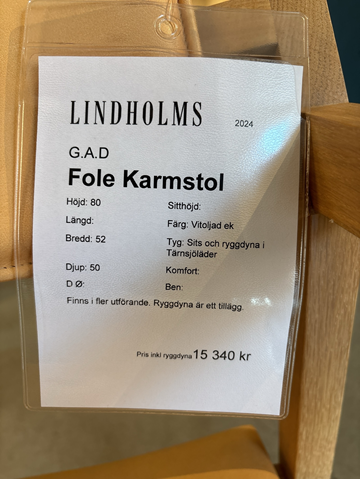 LINDHOLMS
2024
G.A.D
Fole Karmstol
Höjd: 80
Sitthöjd:
Längd:
Färg: Vitoljad ek
Bredd: 52
Tyg: Sits och ryggdyna i
Tärnsjöläder
Djup: 50
Komfort:
D Ø:
Ben:
Finns i fler utförande. Ryggdyna är ett tillägg.
Pris inkl ryggdyna 15 340 kr